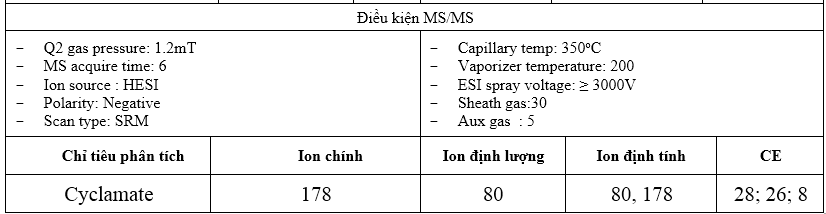 Điều kiện MS/MS
− Q2 gas pressure: 1.2mT
− MS acquire time: 6
− Ion source : HESI
− Polarity: Negative
− Scan type: SRM
− Capillary temp: 350°C
− Vaporizer temperature: 200
− ESI spray voltage: ≥ 3000V
− Sheath gas:30
− Aux gas : 5
Chỉ tiêu phân tích Ion chính Ion định lượng Ion định tính CE
Cyclamate 178 80 80, 178 28; 26; 8